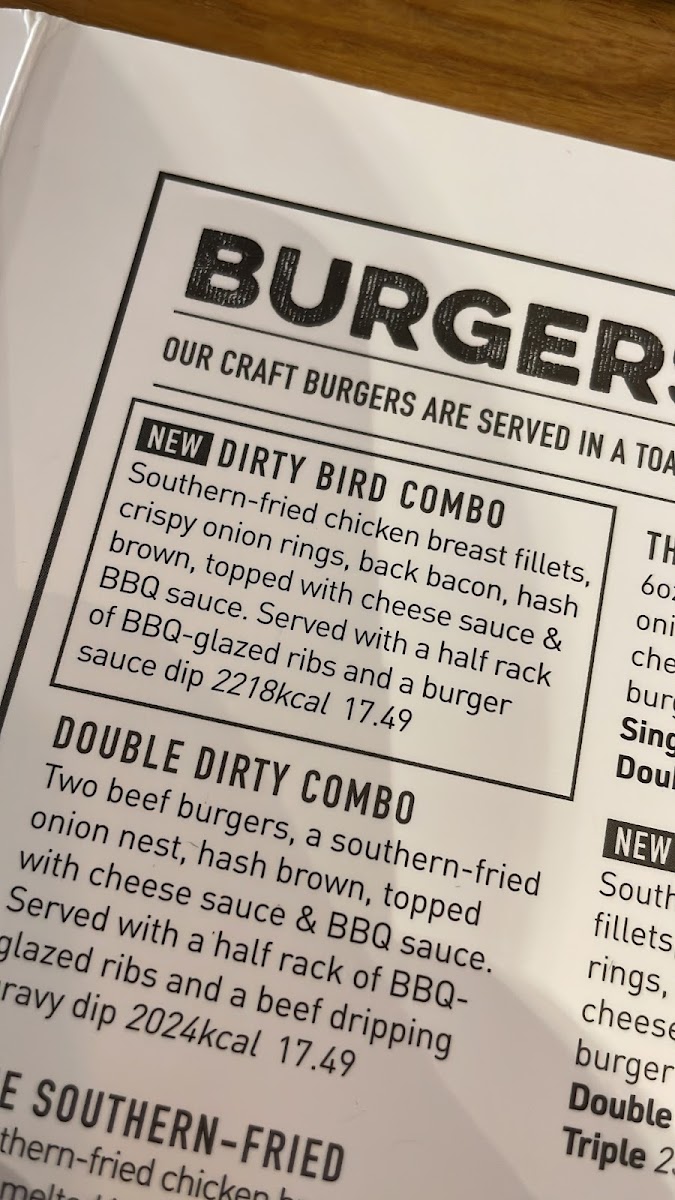 BURGERS
OUR CRAFT BURGERS ARE SERVED IN A
NEW DIRTY BIRD COMBO
Southern-fried chicken breast fillets,
crispy onion rings, back bacon, hash
brown, topped with cheese sauce &
BBQ sauce. Served with a half rack
of BBQ-glazed ribs and a burger
sauce dip 2218kcal 17.49
DOUBLE DIRTY COMBO
Two beef burgers, a southern-fried
onion nest, hash brown, topped
with cheese sauce & BBQ sauce.
Served with a half rack of BBQ-
glazed ribs and a beef dripping
dip 2024kcal 17.49
SOUTHERN-FRIED
chicken
NEW
fillets
rings,
cheese
burger
Double
Triple